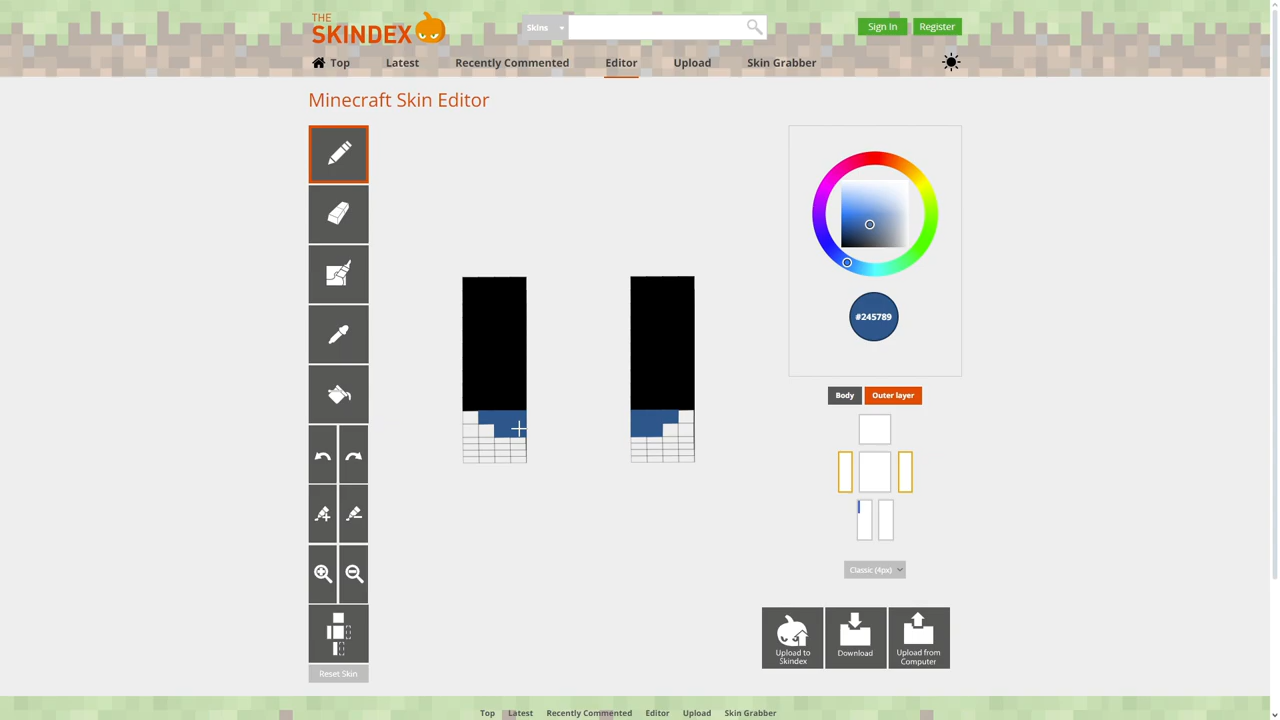 THE
SKINDEX
Skins
Sign In
Register
Top
Latest
Recently Commented
Editor
Upload
Skin Grabber
Minecraft Skin Editor
#245789
Body
Outer layer
Classic (4px)
Upload to
Skindex
Download
Upload from
Computer
Reset Skin
Top
Latest
Recently Commented
Editor
Upload
Skin Grabber